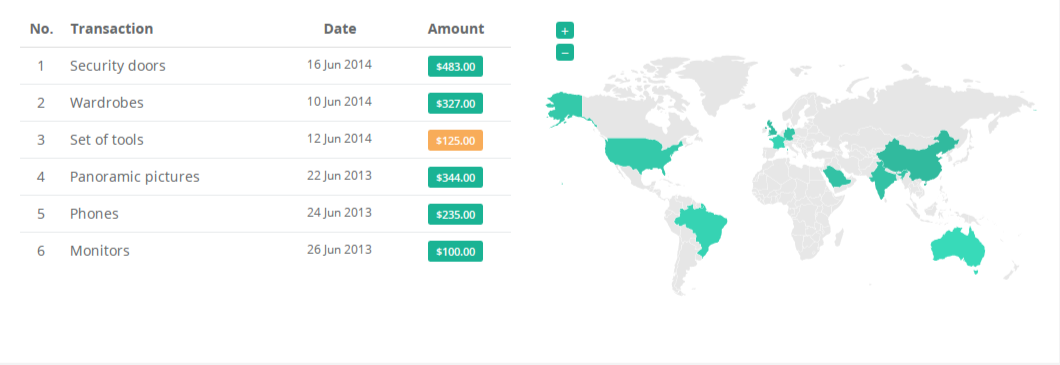 No. Transaction Date Amount
1 Security doors 16 Jun 2014 $483.00
2 Wardrobes 10 Jun 2014 $327.00
3 Set of tools 12 Jun 2014 $125.00
4 Panoramic pictures 22 Jun 2013 $344.00
5 Phones 24 Jun 2013 $235.00
6 Monitors 26 Jun 2013 $100.00
+
−